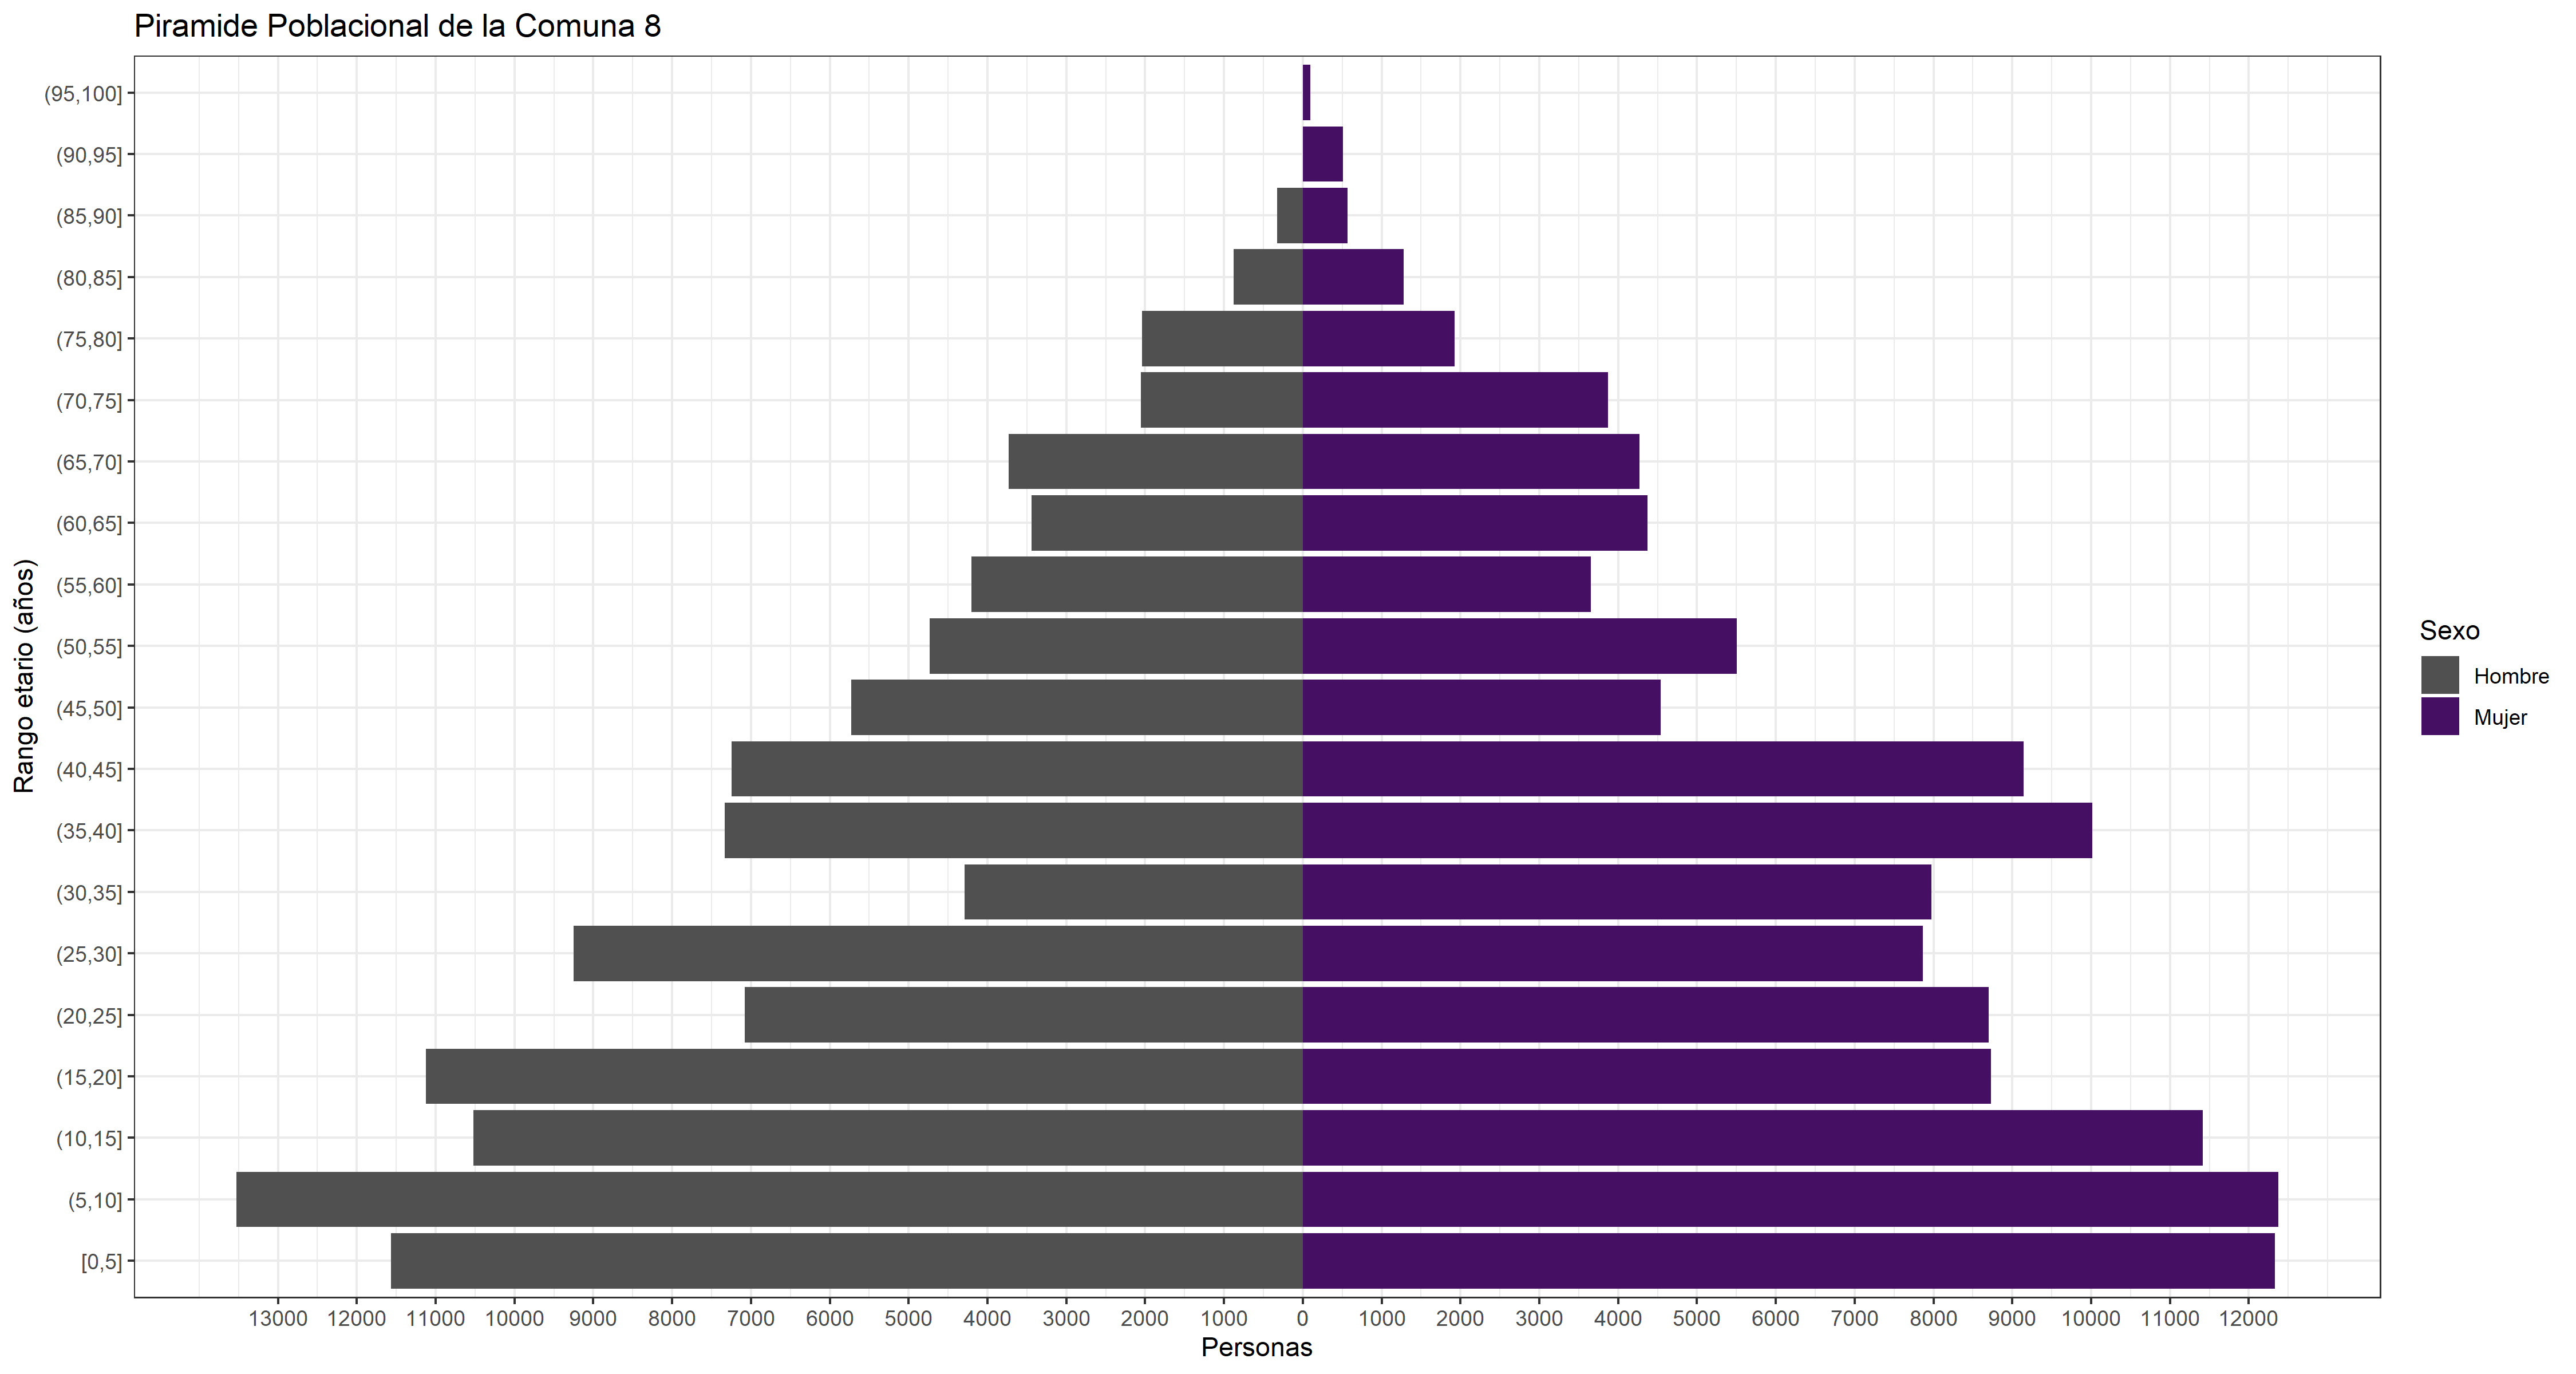 Piramide Poblacional de la Comuna 8
Rango etario (años)
(95,100]
(90,95]
(85,90]
(80,85]
(75,80]
(70,75]
(65,70]
(60,65]
(55,60]
(50,55]
(45,50]
(40,45]
(35,40]
(30,35]
(25,30]
(20,25]
(15,20]
(10,15]
(5,10]
[0,5]
13000 12000 11000 10000 9000 8000 7000 6000 5000 4000 3000 2000 1000 0 1000 2000 3000 4000 5000 6000 7000 8000 9000 10000 11000 12000
Personas
Sexo
Hombre
Mujer